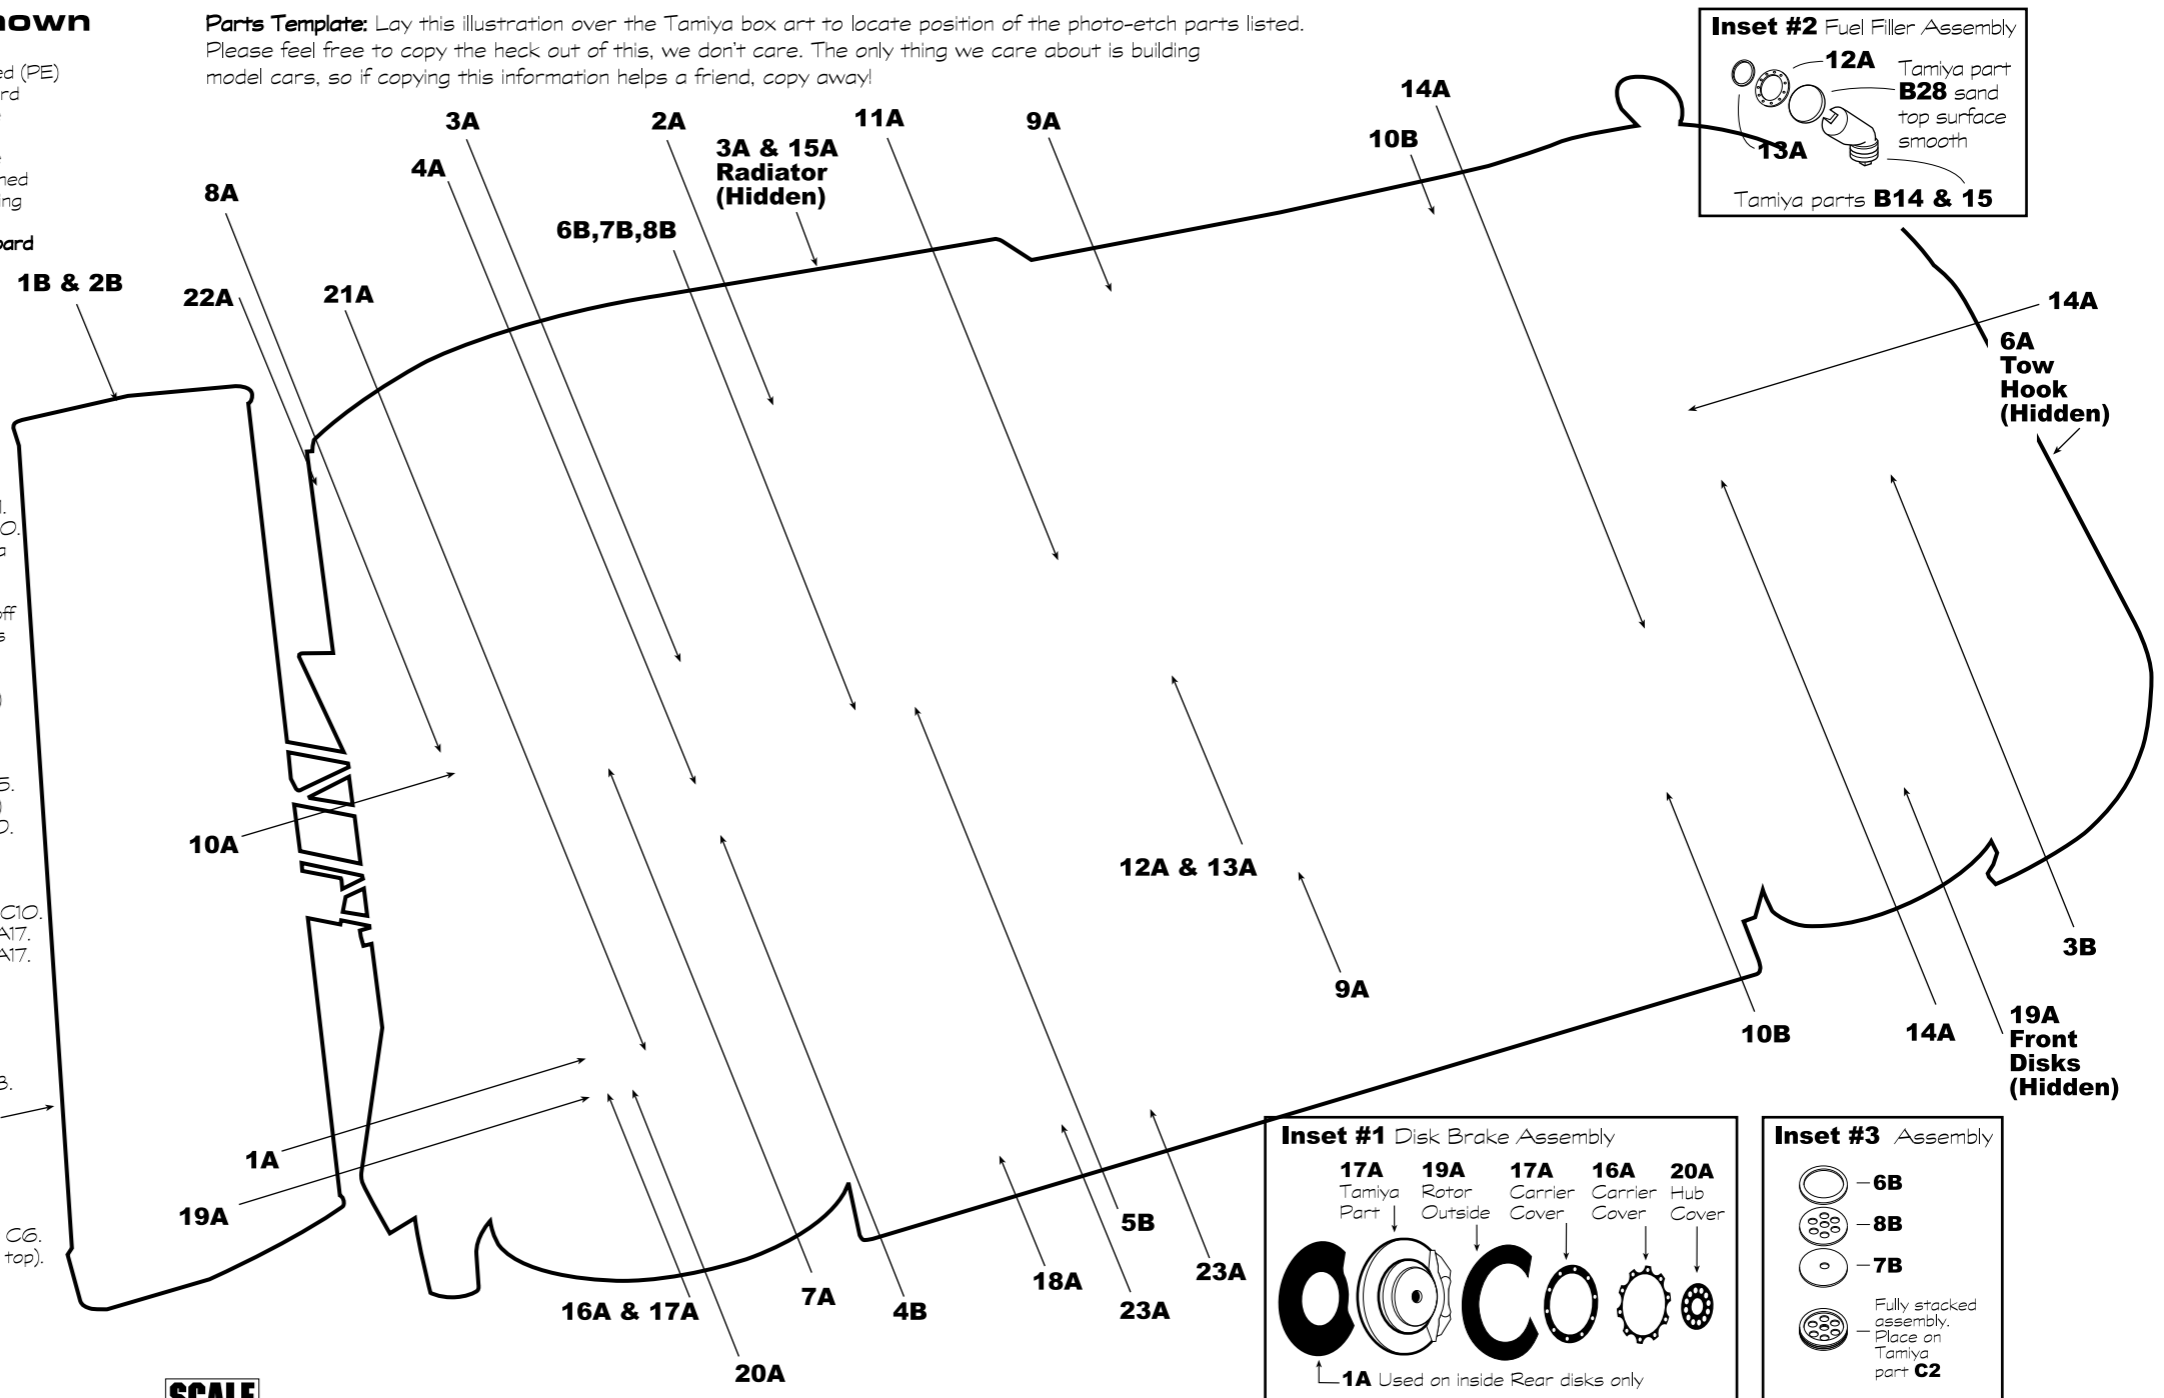 Parts Template: Lay this illustration over the Tamiya box art to locate position of the photo-etch parts listed.
Please feel free to copy the heck out of this, we don't care. The only thing we care about is building
model cars, so if copying this information helps a friend, copy away!
ed (PE)
1B & 2B
8A
22A
21A
3A
4A
6B,7B,8B
2A
3A & 15A
Radiator
(Hidden)
11A
9A
14A
10B
Inset #2 Fuel Filler Assembly
12A
Tamiya part
B28 sand
top surface
smooth
13A
Tamiya parts B14 & 15
14A
6A
Tow
Hook
(Hidden)
C10.
A17.
A17.
C6.
top).
10A
12A & 13A
9A
3B
10B
14A
19A
Front
Disks
(Hidden)
1A
19A
16A & 17A
20A
7A
4B
18A
5B
23A
23A
Inset #1 Disk Brake Assembly
17A
Tamiya
Part
19A
Rotor
Outside
17A
Carrier
Cover
16A
Carrier
Cover
20A
Hub
Cover
1A Used on inside Rear disks only
Inset #3 Assembly
6B
8B
7B
Fully stacked
assembly.
Place on
Tamiya
part C2
SCALE